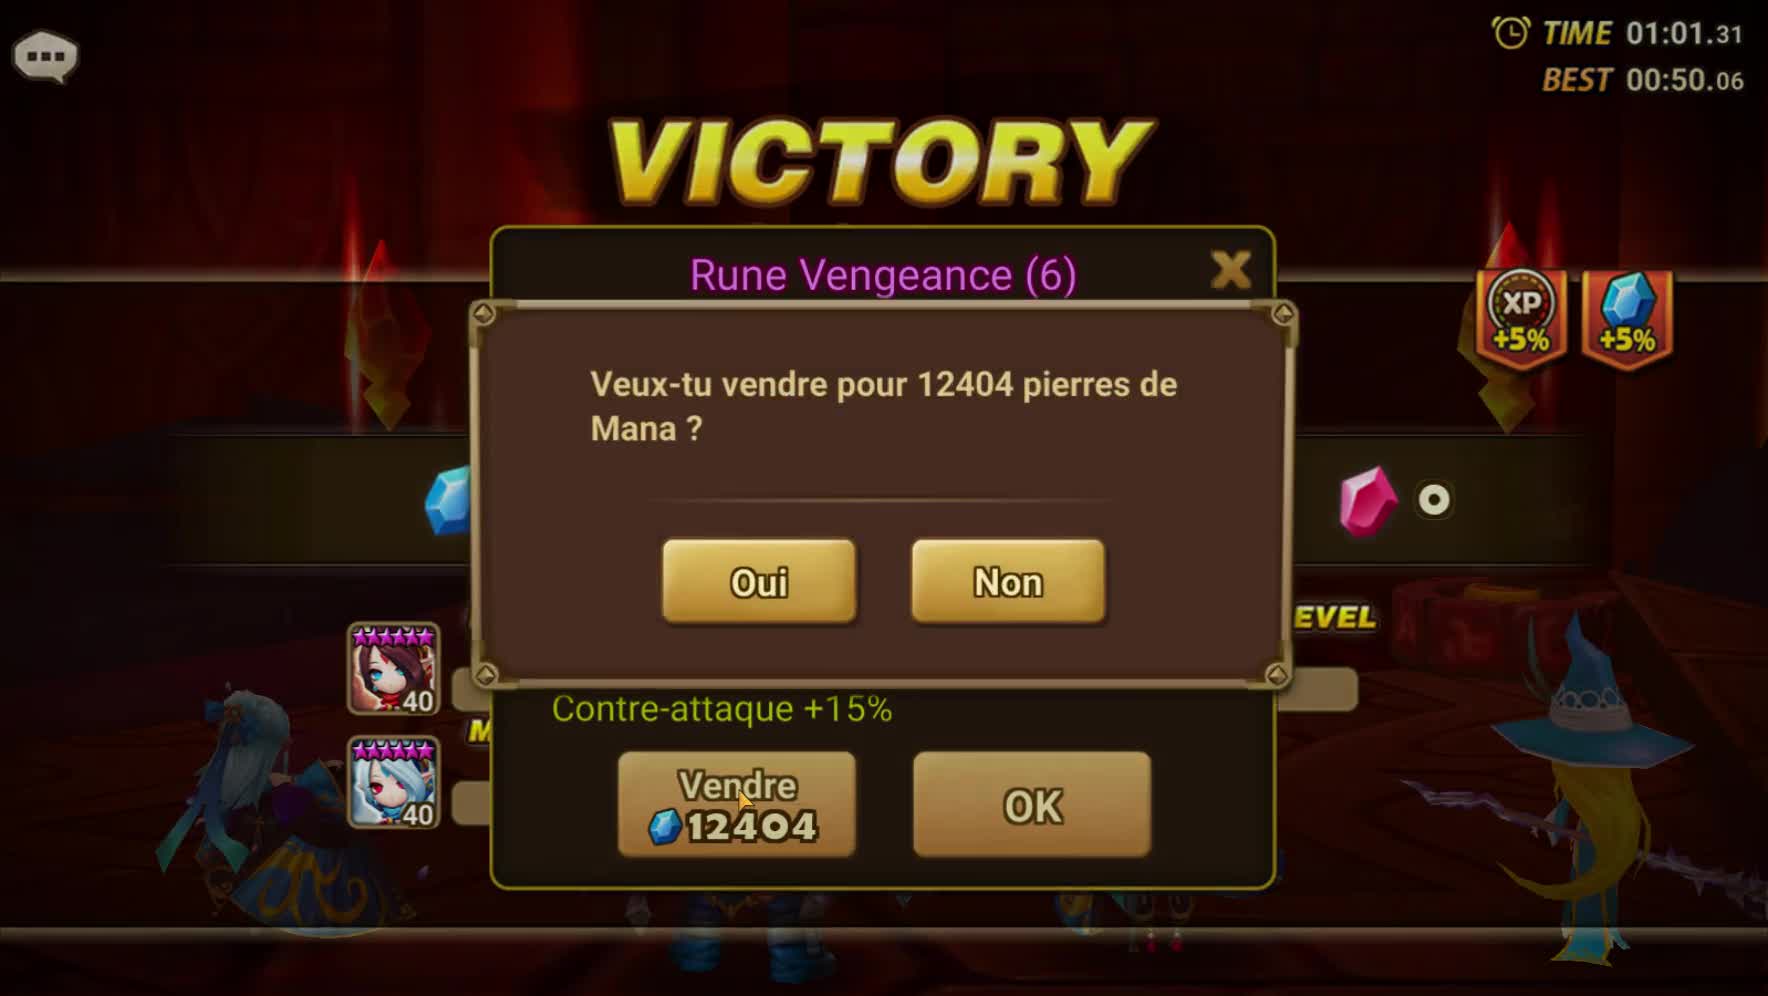 TIME 01:01.31
BEST 00:50.06
VICTORY
Rune Vengeance (6)
XP
+5%
+5%
Veux-tu vendre pour 12404 pierres de
Mana ?
0
Oui
Non
EVEL
40
Contre-attaque +15%
M
40
Vendre
12404
OK